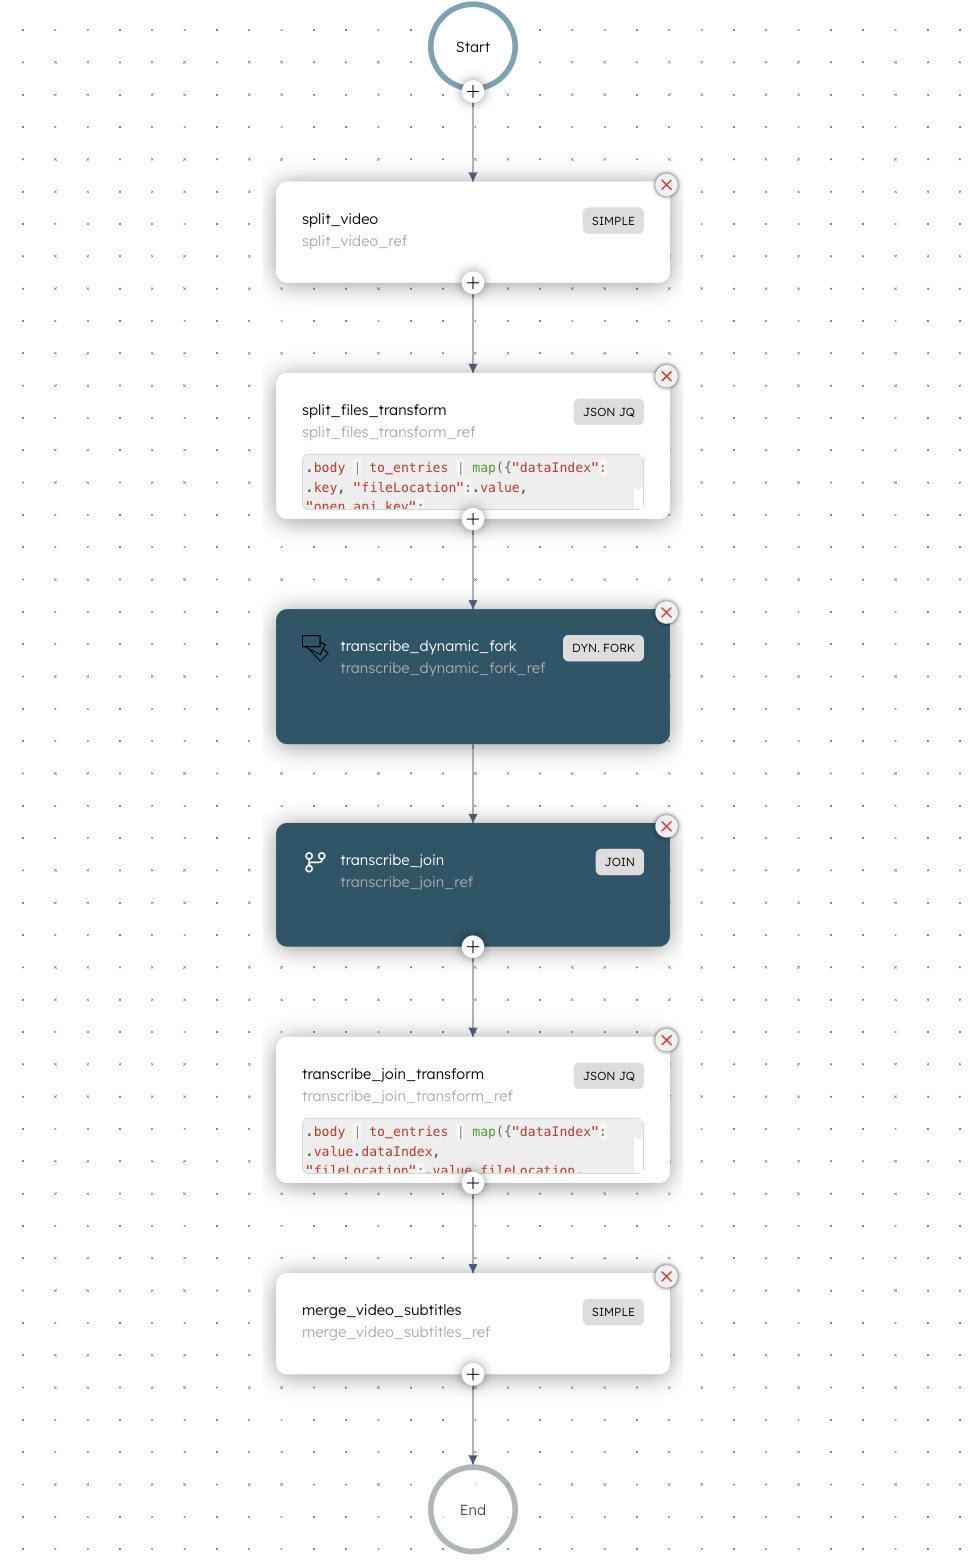 Start
split_video
SIMPLE
split_video_ref
split_files_transform
JSON JQ
split_files_transform_ref
.body | to_entries | map({"dataIndex":
.key, "fileLocation":.value,
"open_api_key":
transcribe_dynamic_fork
DYN. FORK
transcribe_dynamic_fork_ref
transcribe_join
JOIN
transcribe_join_ref
transcribe_join_transform
JSON JQ
transcribe_join_transform_ref
.body | to_entries | map({"dataIndex":
.value.dataIndex,
"fileLocation":.value.fileLocation,
merge_video_subtitles
SIMPLE
merge_video_subtitles_ref
End